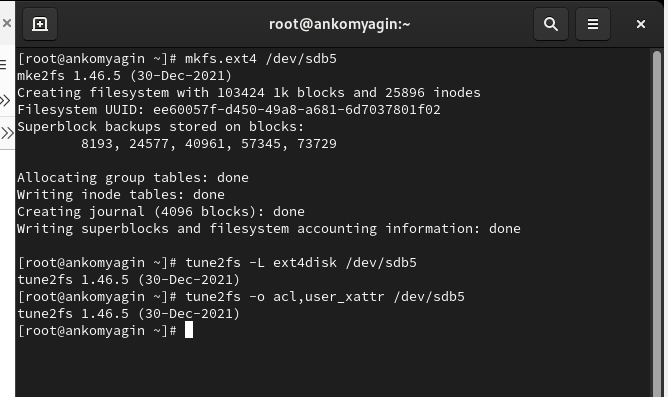 root@ankomyagin:~
[root@ankomyagin ~]# mkfs.ext4 /dev/sdb5
mke2fs 1.46.5 (30-Dec-2021)
Creating filesystem with 103424 1k blocks and 25896 inodes
Filesystem UUID: ee60057f-d450-49a8-a681-6d7037801f02
Superblock backups stored on blocks:
        8193, 24577, 40961, 57345, 73729

Allocating group tables: done
Writing inode tables: done
Creating journal (4096 blocks): done
Writing superblocks and filesystem accounting information: done

[root@ankomyagin ~]# tune2fs -L ext4disk /dev/sdb5
tune2fs 1.46.5 (30-Dec-2021)
[root@ankomyagin ~]# tune2fs -o acl,user_xattr /dev/sdb5
tune2fs 1.46.5 (30-Dec-2021)
[root@ankomyagin ~]#